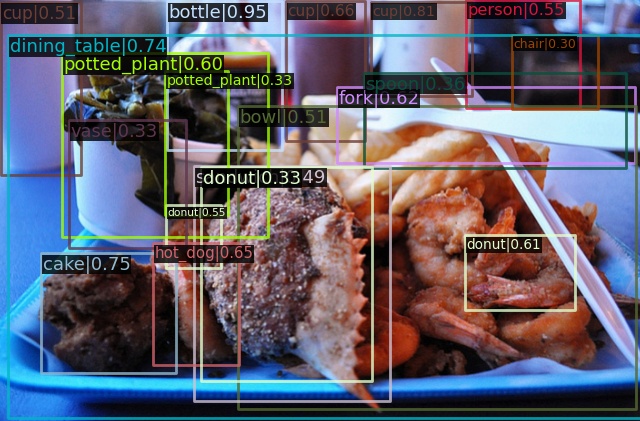 cup|0.51
bottle|0.95
cup|0.66
cup|0.81
person|0.55
chair|0.30
dining_table|0.74
potted_plant|0.60
potted_plant|0.33
spoon|0.36
fork|0.62
bowl|0.51
vase|0.33
donut|0.3349
donut|0.55
donut|0.61
hot_dog|0.65
cake|0.75